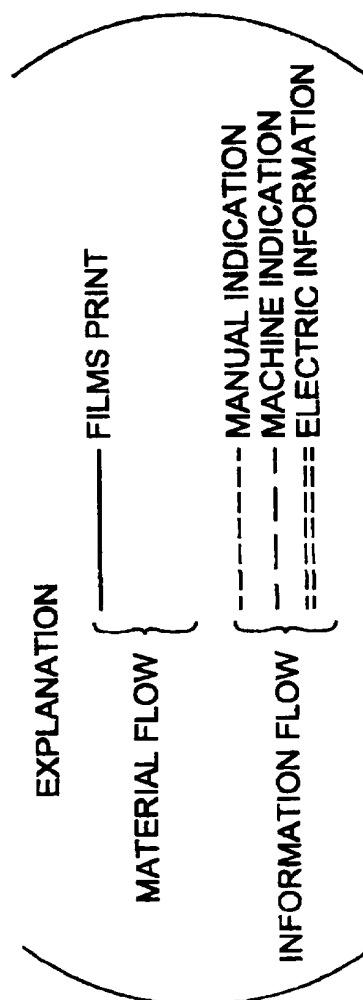 EXPLANATION
MATERIAL FLOW
FILMS PRINT
INFORMATION FLOW
MANUAL INDICATION
MACHINE INDICATION
ELECTRIC INFORMATION